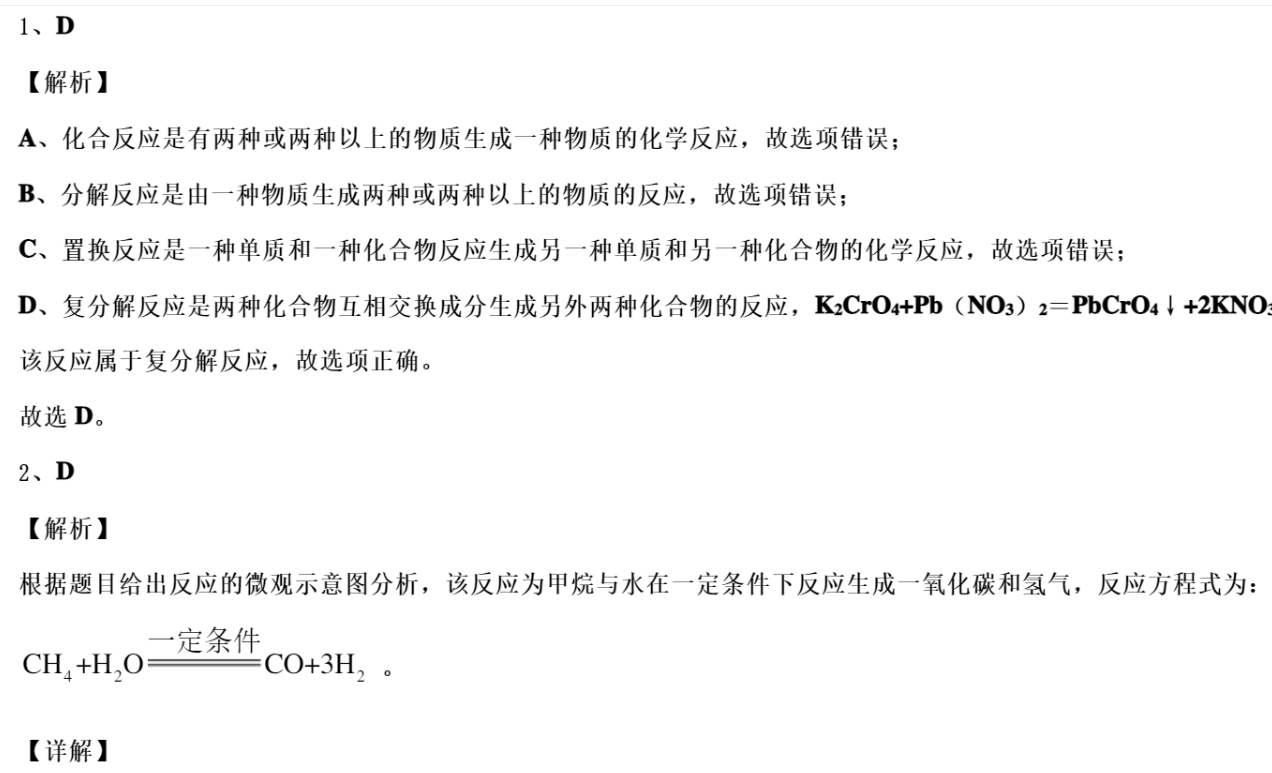 1、D
【解析】
A、化合反应是有两种或两种以上的物质生成一种物质的化学反应，故选项错误；
B、分解反应是由一种物质生成两种或两种以上的物质的反应，故选项错误；
C、置换反应是一种单质和一种化合物反应生成另一种单质和另一种化合物的化学反应，故选项错误；
D、复分解反应是两种化合物互相交换成分生成另外两种化合物的反应，K₂CrO₄+Pb（NO₃）₂＝PbCrO₄↓+2KNO₃
该反应属于复分解反应，故选项正确。
故选 D。
2、D
【解析】
根据题目给出反应的微观示意图分析，该反应为甲烷与水在一定条件下反应生成一氧化碳和氢气，反应方程式为：
一定条件
CH₄+H₂O═CO+3H₂ 。
【详解】